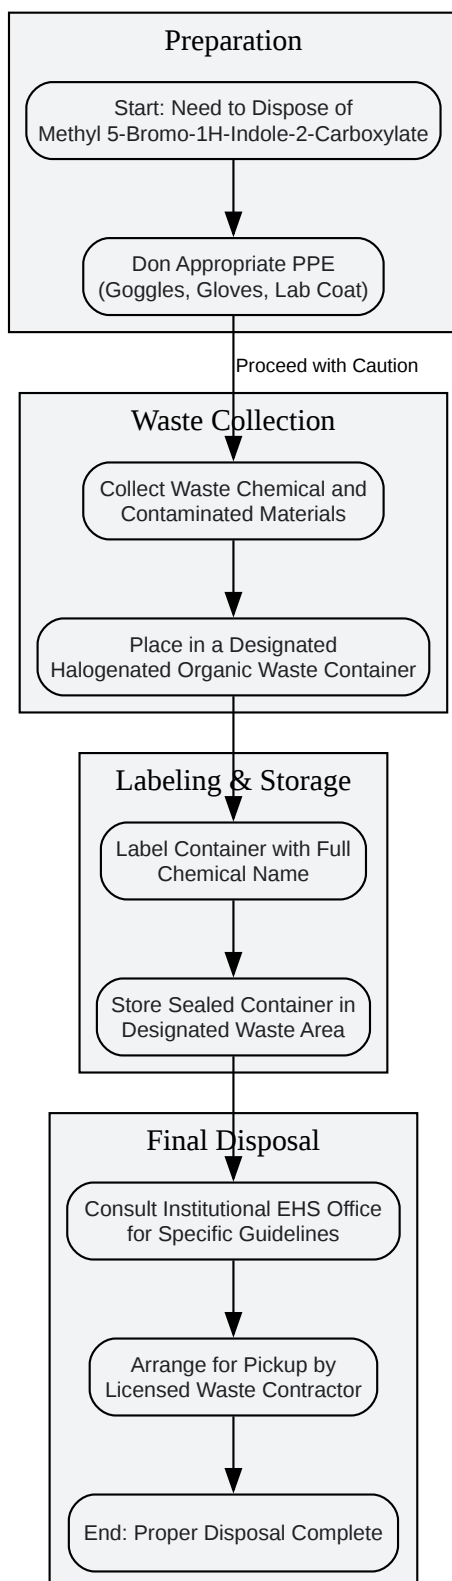 Preparation
Start: Need to Dispose of
Methyl 5-Bromo-1H-Indole-2-Carboxylate
Don Appropriate PPE
(Goggles, Gloves, Lab Coat)
Proceed with Caution
Waste Collection
Collect Waste Chemical and
Contaminated Materials
Place in a Designated
Halogenated Organic Waste Container
Labeling & Storage
Label Container with Full
Chemical Name
Store Sealed Container in
Designated Waste Area
Final Disposal
Consult Institutional EHS Office
for Specific Guidelines
Arrange for Pickup by
Licensed Waste Contractor
End: Proper Disposal Complete